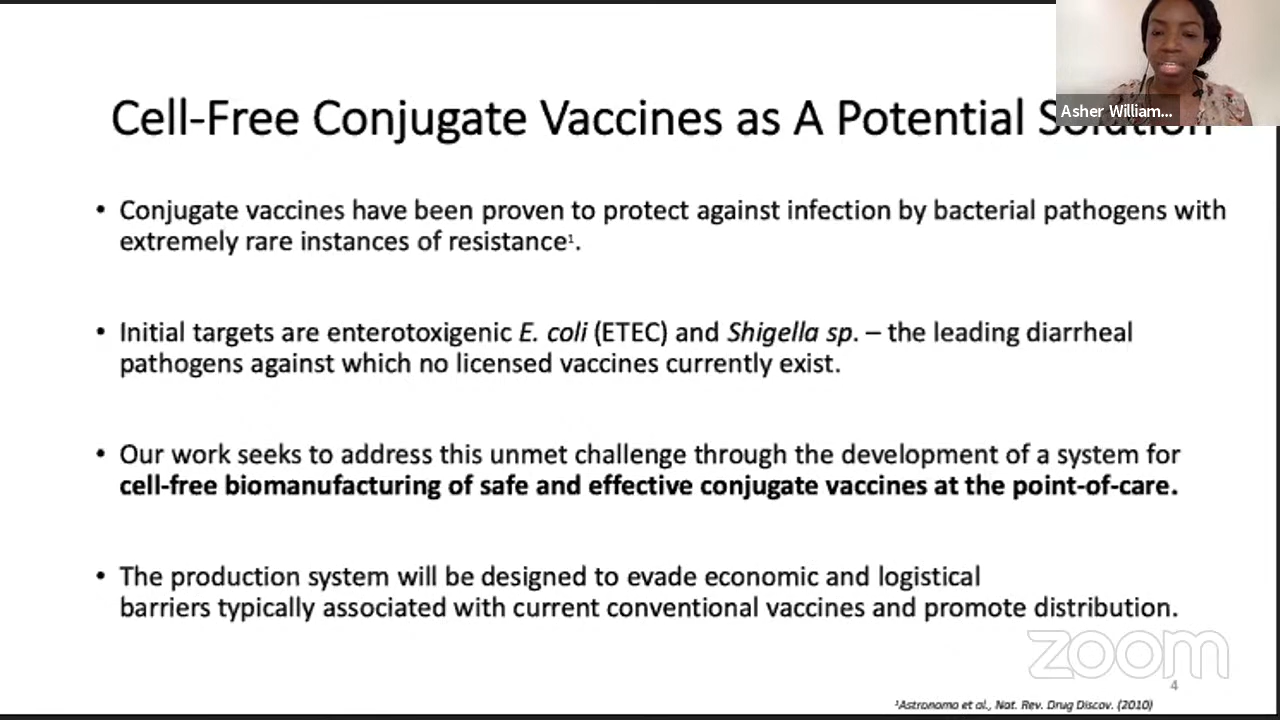 Asher William...
Cell-Free Conjugate Vaccines as A Potential Solution
• Conjugate vaccines have been proven to protect against infection by bacterial pathogens with
extremely rare instances of resistance¹.
• Initial targets are enterotoxigenic E. coli (ETEC) and Shigella sp. – the leading diarrheal
pathogens against which no licensed vaccines currently exist.
• Our work seeks to address this unmet challenge through the development of a system for
cell-free biomanufacturing of safe and effective conjugate vaccines at the point-of-care.
• The production system will be designed to evade economic and logistical
barriers typically associated with current conventional vaccines and promote distribution.
zoom
4
¹Astronomo et al., Nat. Rev. Drug Discov. (2010)